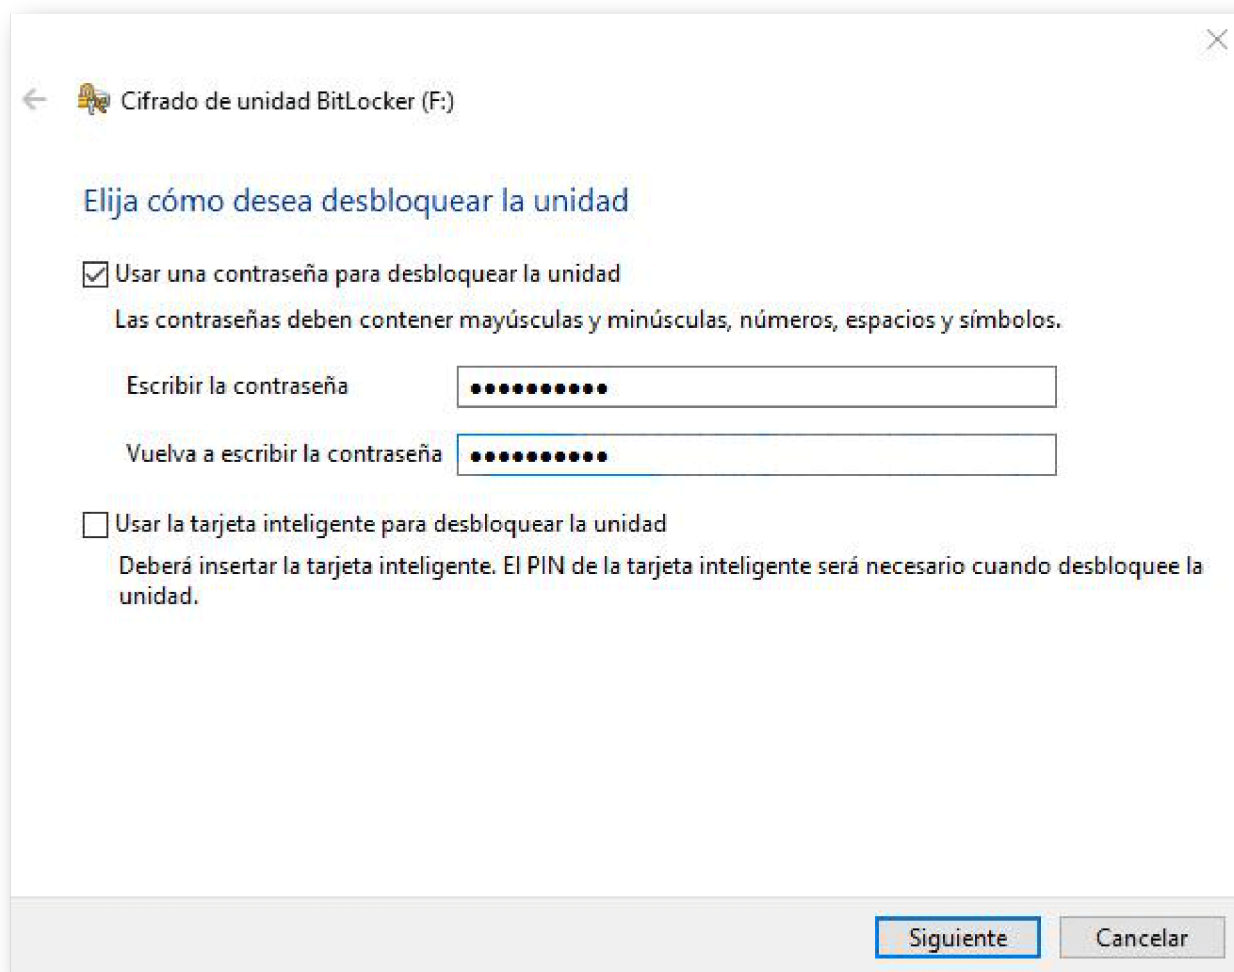 Cifrado de unidad BitLocker (F:)
Elija cómo desea desbloquear la unidad
Usar una contraseña para desbloquear la unidad
Las contraseñas deben contener mayúsculas y minúsculas, números, espacios y símbolos.
Escribir la contraseña ●●●●●●●●●●
Vuelva a escribir la contraseña ●●●●●●●●●●
Usar la tarjeta inteligente para desbloquear la unidad
Deberá insertar la tarjeta inteligente. El PIN de la tarjeta inteligente será necesario cuando desbloquee la
unidad.
Siguiente Cancelar